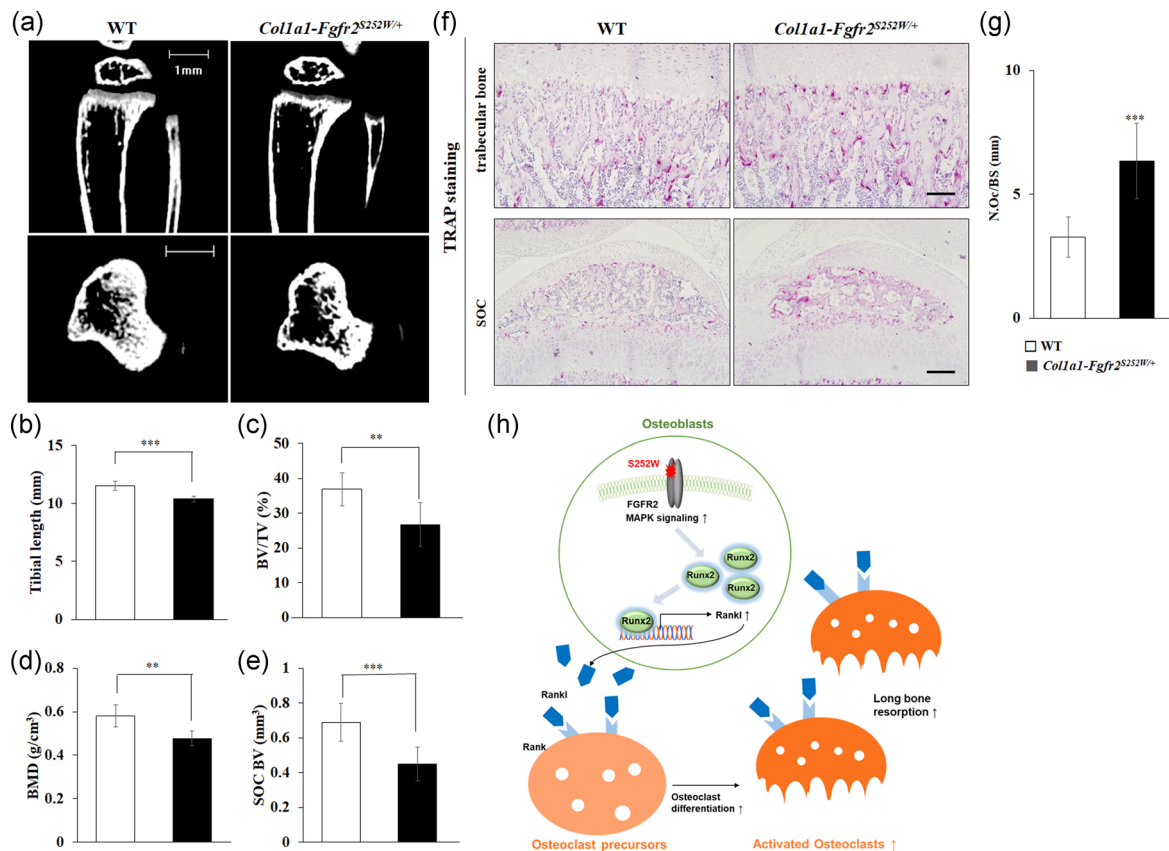 (a)
WT
Col1a1-Fgfr2S252W/+
1mm
(b)
***
15
10
5
0
Tibial length (mm)
(c)
**
50
40
30
20
10
0
BV/TV (%)
(d)
**
0.8
0.6
0.4
0.2
0
BMD (g/cm3)
(e)
***
1
0.8
0.6
0.4
0.2
0
SOC BV (mm3)
(f)
WT
Col1a1-Fgfr2S252W/+
TRAP staining
trabecular bone
SOC
(g)
10
5
0
***
N.Oc/BS (mm)
WT
Col1a1-Fgfr2S252W/+
(h)
Osteoblasts
S252W
FGFR2
MAPK signaling ↑
Runx2
Runx2
Runx2
Runx2
Rankl ↑
Rankl
Rank
Long bone
resorption ↑
Osteoclast
differentiation ↑
Osteoclast precursors
Activated Osteoclasts ↑